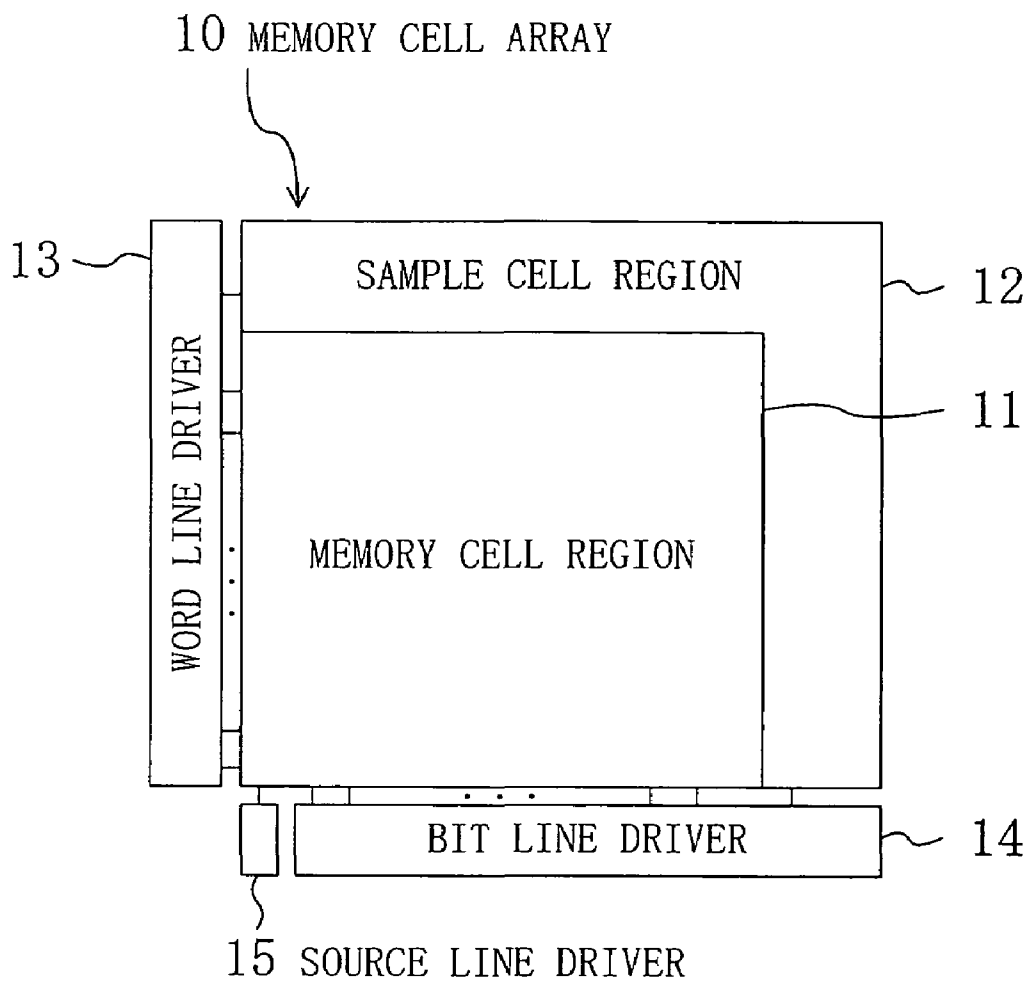 10 MEMORY CELL ARRAY
13
SAMPLE CELL REGION
12
WORD LINE DRIVER
11
MEMORY CELL REGION
BIT LINE DRIVER
14
15 SOURCE LINE DRIVER